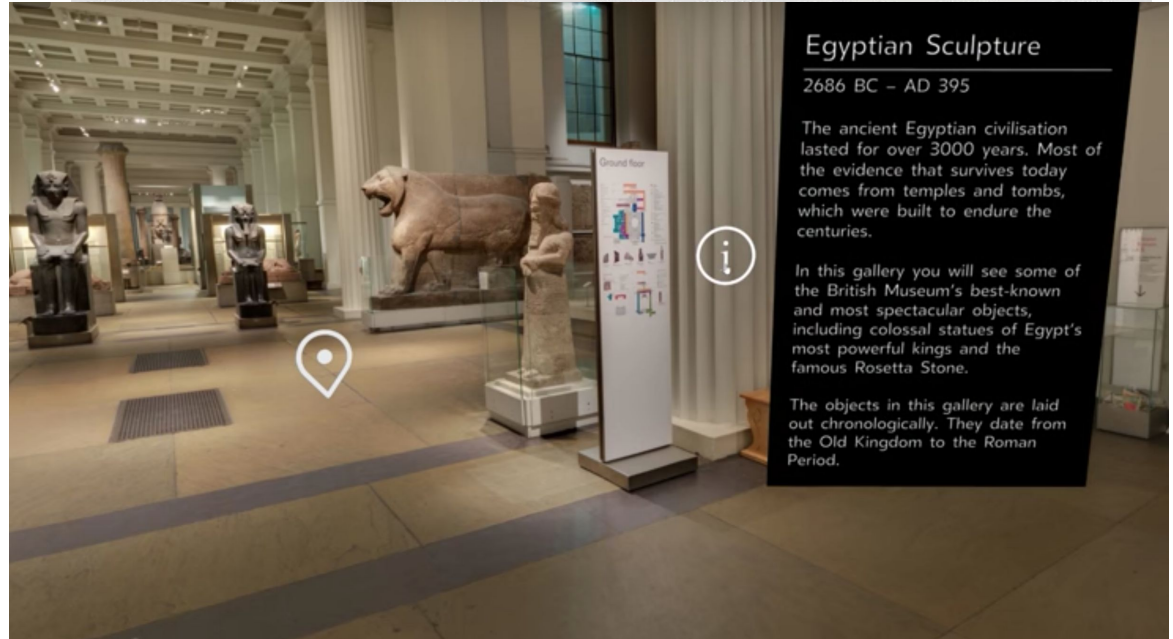 Ground floor
Egyptian Sculpture
2686 BC – AD 395
The ancient Egyptian civilisation
lasted for over 3000 years. Most of
the evidence that survives today
comes from temples and tombs,
which were built to endure the
centuries.
In this gallery you will see some of
the British Museum's best-known
and most spectacular objects,
including colossal statues of Egypt's
most powerful kings and the
famous Rosetta Stone.
The objects in this gallery are laid
out chronologically. They date from
the Old Kingdom to the Roman
Period.